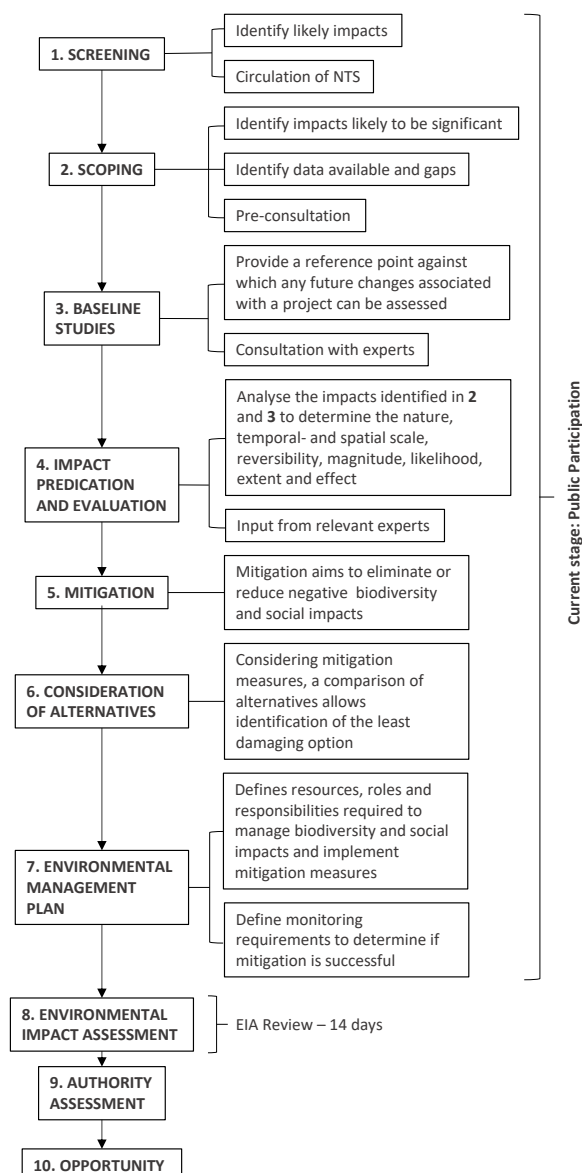 1. SCREENING
Identify likely impacts
Circulation of NTS
2. SCOPING
Identify impacts likely to be significant
Identify data available and gaps
Pre-consultation
3. BASELINE
STUDIES
Provide a reference point against
which any future changes associated
with a project can be assessed
Consultation with experts
4. IMPACT
PREDICATION
AND EVALUATION
Analyse the impacts identified in 2
and 3 to determine the nature,
temporal- and spatial scale,
reversibility, magnitude, likelihood,
extent and effect
Input from relevant experts
5. MITIGATION
Mitigation aims to eliminate or
reduce negative biodiversity
and social impacts
6. CONSIDERATION
OF ALTERNATIVES
Considering mitigation
measures, a comparison of
alternatives allows
identification of the least
damaging option
7. ENVIRONMENTAL
MANAGEMENT
PLAN
Defines resources, roles and
responsibilities required to
manage biodiversity and social
impacts and implement
mitigation measures
Define monitoring
requirements to determine if
mitigation is successful
Current stage: Public Participation
8. ENVIRONMENTAL
IMPACT ASSESSMENT
EIA Review – 14 days
9. AUTHORITY
ASSESSMENT
10. OPPORTUNITY